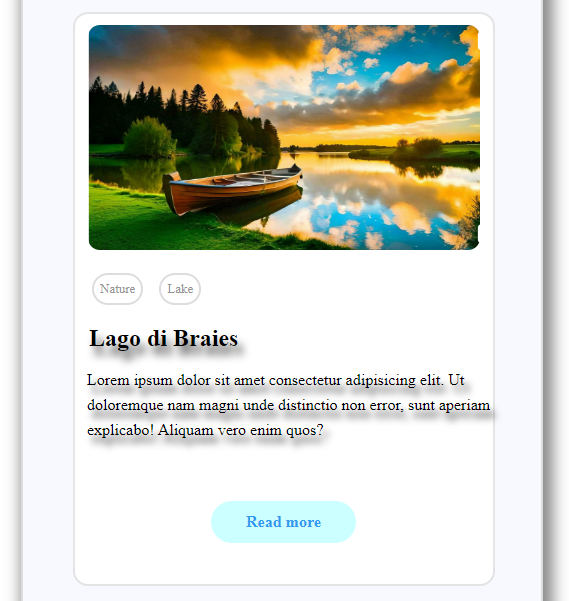 Nature Lake
Lago di Braies
Lorem ipsum dolor sit amet consectetur adipisicing elit. Ut
doloremque nam magni unde distinctio non error, sunt aperiam
explicabo! Aliquam vero enim quos?
Read more